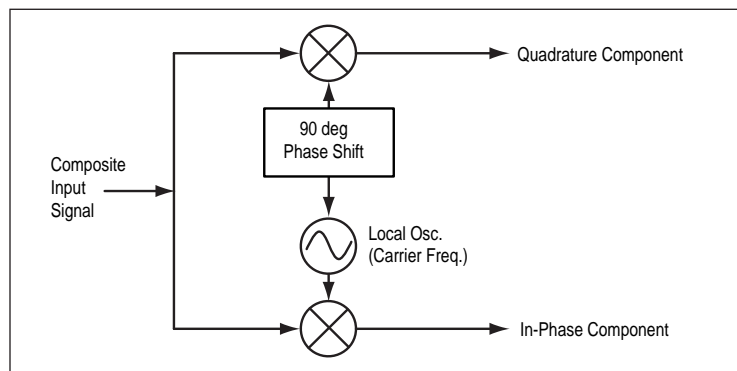 Quadrature Component
90 deg
Phase Shift
Composite
Input
Signal
Local Osc.
(Carrier Freq.)
In-Phase Component